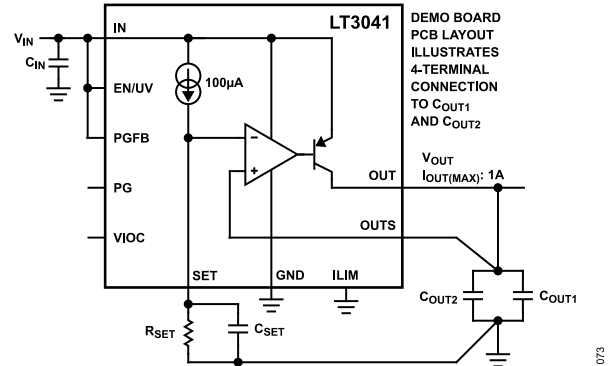 LT3041
DEMO BOARD
PCB LAYOUT
ILLUSTRATES
4-TERMINAL
CONNECTION
TO COUT1
AND COUT2
VIN
IN
CIN
EN/UV
100µA
PGFB
−
+
PG
OUT
VOUT
IOUT(MAX): 1A
VIOC
OUTS
SET
GND
ILIM
COUT2
COUT1
RSET
CSET
073